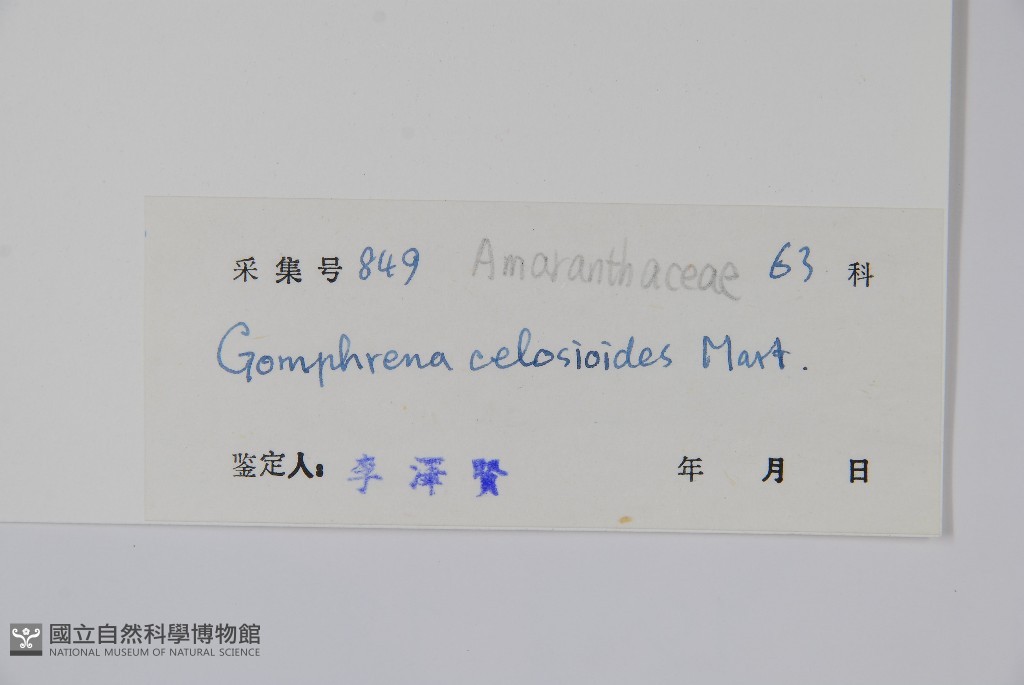 采集号 849 Amaranthaceae 63 科
Gomphrena celosioides Mart.
鉴定人: 李澤賢 年 月 日
國立自然科學博物館
NATIONAL MUSEUM OF NATURAL SCIENCE